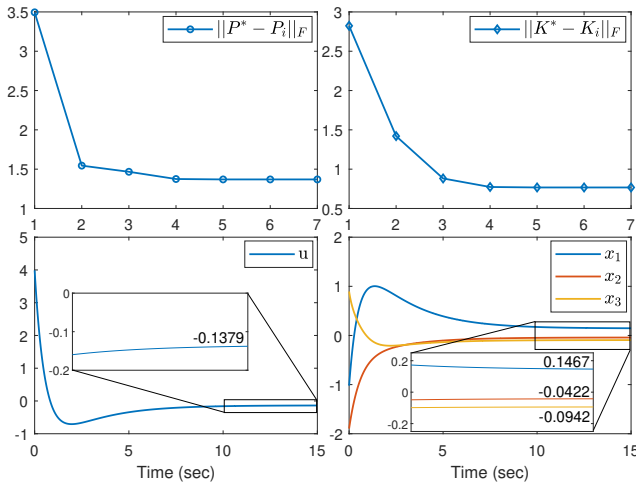 3.5
3
2.5
2
1.5
1
1 2 3 4 5 6 7
||P* − P_i||_F
3
2.5
2
1.5
1
0.5
1 2 3 4 5 6 7
||K* − K_i||_F
5
4
3
2
1
0
-1
0 5 10 15
Time (sec)
u
0
-0.1
-0.2
-0.1379
2
1
0
-1
-2
0 5 10 15
Time (sec)
x₁
x₂
x₃
0.2
0
-0.2
0.1467
-0.0422
-0.0942